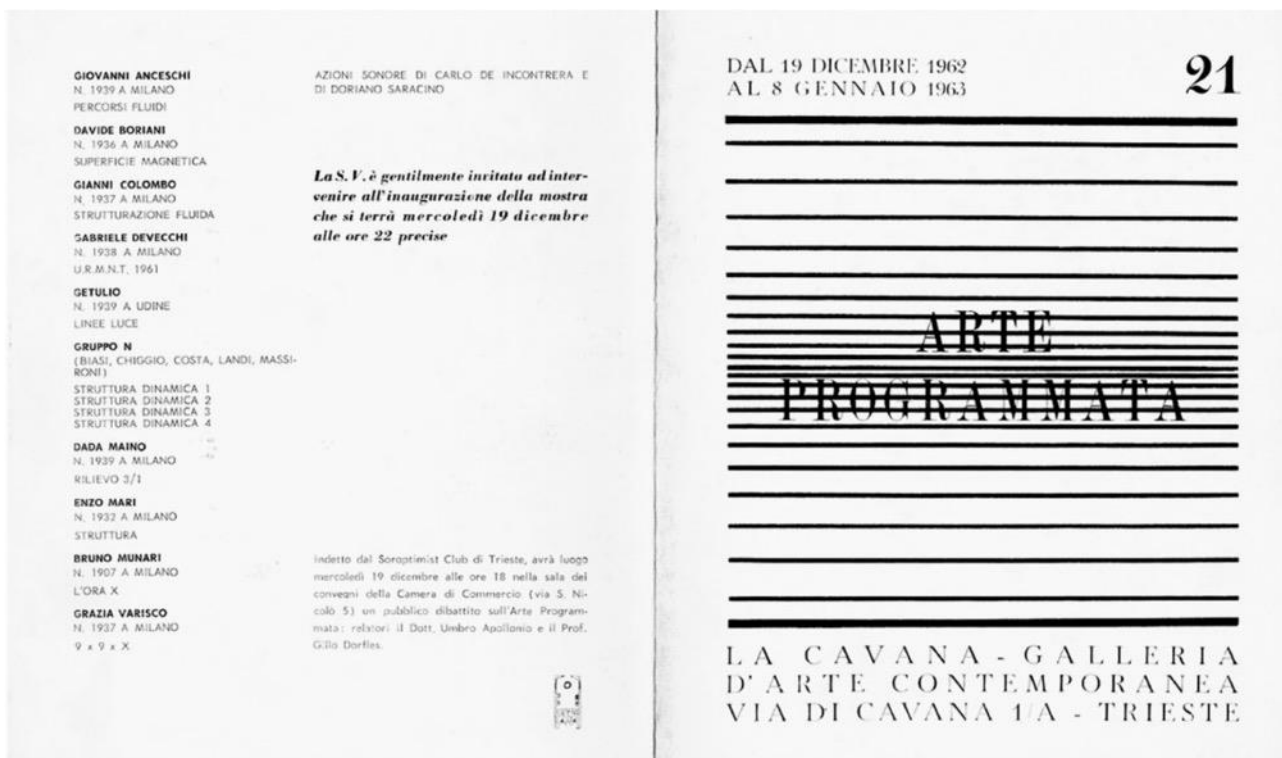 GIOVANNI ANCESCHI
N. 1939 A MILANO
PERCORSI FLUIDI
DAVIDE BORIANI
N. 1936 A MILANO
SUPERFICIE MAGNETICA
GIANNI COLOMBO
N. 1937 A MILANO
STRUTTURAZIONE FLUIDA
GABRIELE DEVECCHI
N. 1938 A MILANO
U.R.M.N.T. 1961
GETULIO
N. 1939 A UDINE
LINEE LUCE
GRUPPO N
(BIASI, CHIGGIO, COSTA, LANDI, MASSI-
RONI)
STRUTTURA DINAMICA 1
STRUTTURA DINAMICA 2
STRUTTURA DINAMICA 3
STRUTTURA DINAMICA 4
DADA MAINO
N. 1939 A MILANO
RILIEVO 3/1
ENZO MARI
N. 1932 A MILANO
STRUTTURA
BRUNO MUNARI
N. 1907 A MILANO
L'ORA X
GRAZIA VARISCO
N. 1937 A MILANO
9 x 9 x X
AZIONI SONORE DI CARLO DE INCONTRERA E
DI DORIANO SARACINO
La S. V. è gentilmente invitata ad inter-
venire all'inaugurazione della mostra
che si terrà mercoledì 19 dicembre
alle ore 22 precise
Indetto dal Soroptimist Club di Trieste, avrà luogo
mercoledì 19 dicembre alle ore 18 nella sala dei
convegni della Camera di Commercio (via S. Ni-
colò 5) un pubblico dibattito sull'Arte Program-
mata: relatori il Dott. Umbro Apollonio e il Prof.
Gillo Dorfles.
DAL 19 DICEMBRE 1962
AL 8 GENNAIO 1963
21
ARTE
PROGRAMMATA
LA CAVANA - GALLERIA
D'ARTE CONTEMPORANEA
VIA DI CAVANA 1/A - TRIESTE